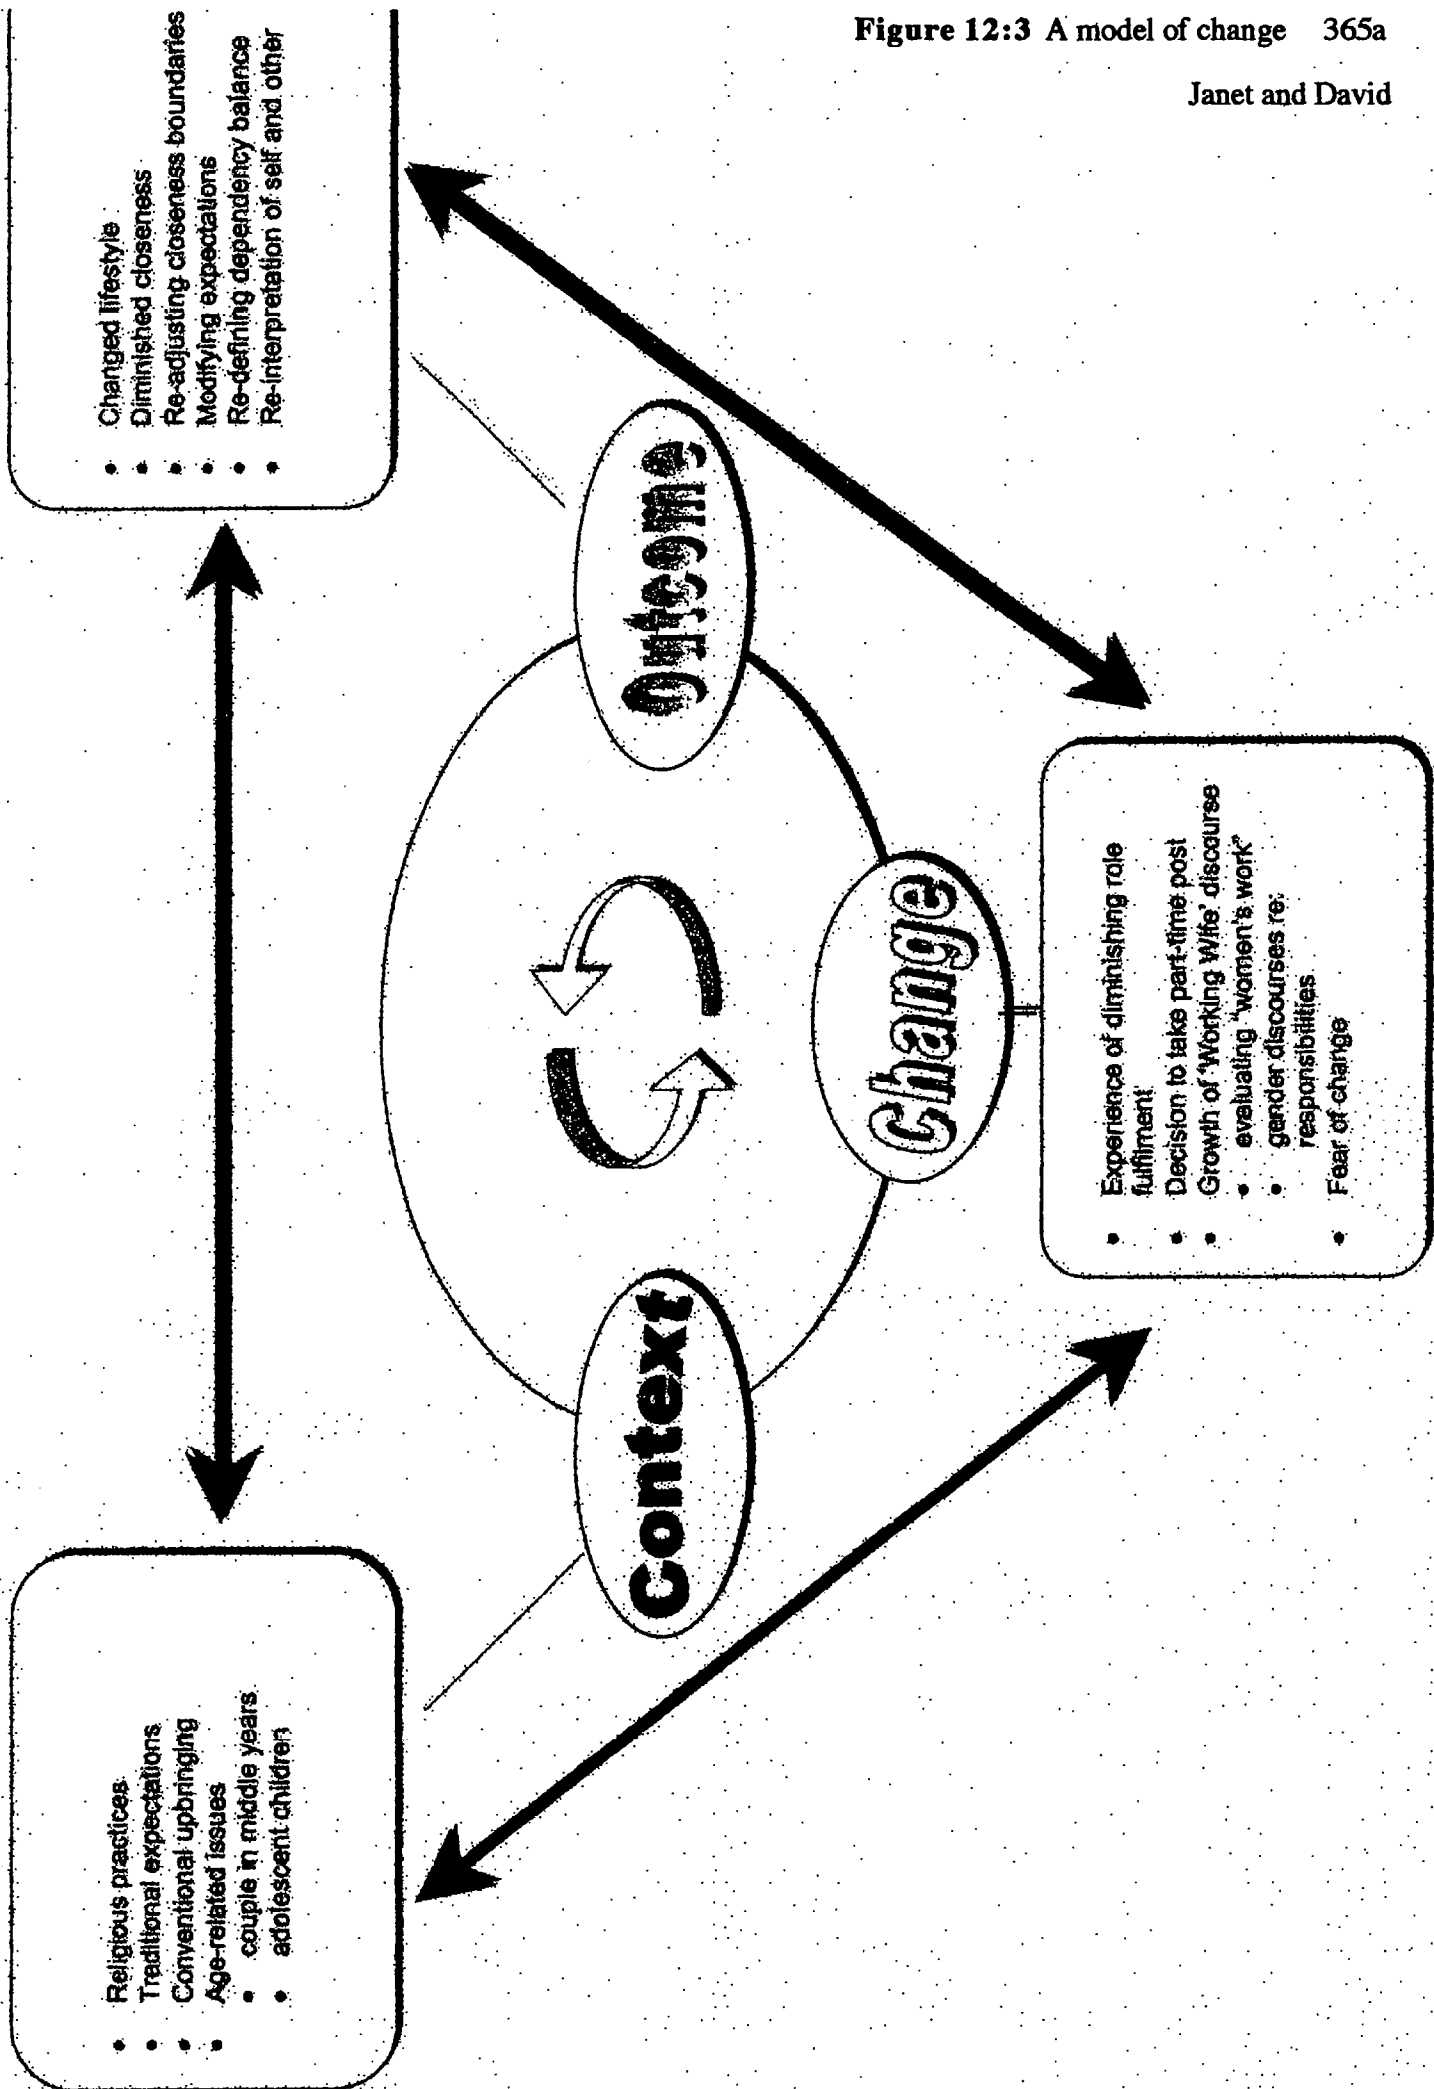 Figure 12:3 A model of change 365a
Janet and David
• Religious practices
• Traditional expectations
• Conventional upbringing
• Age-related issues
• couple in middle years
• adolescent children
• Changed lifestyle
• Diminished closeness
• Re-adjusting closeness boundaries
• Modifying expectations
• Re-defining dependency balance
• Re-interpretation of self and other
Context
Outcome
Change
• Experience of diminishing role
fulfilment
• Decision to take part-time post
• Growth of 'Working Wife' discourse
• evaluating "women's work"
• gender discourses re:
responsibilities
• Fear of change